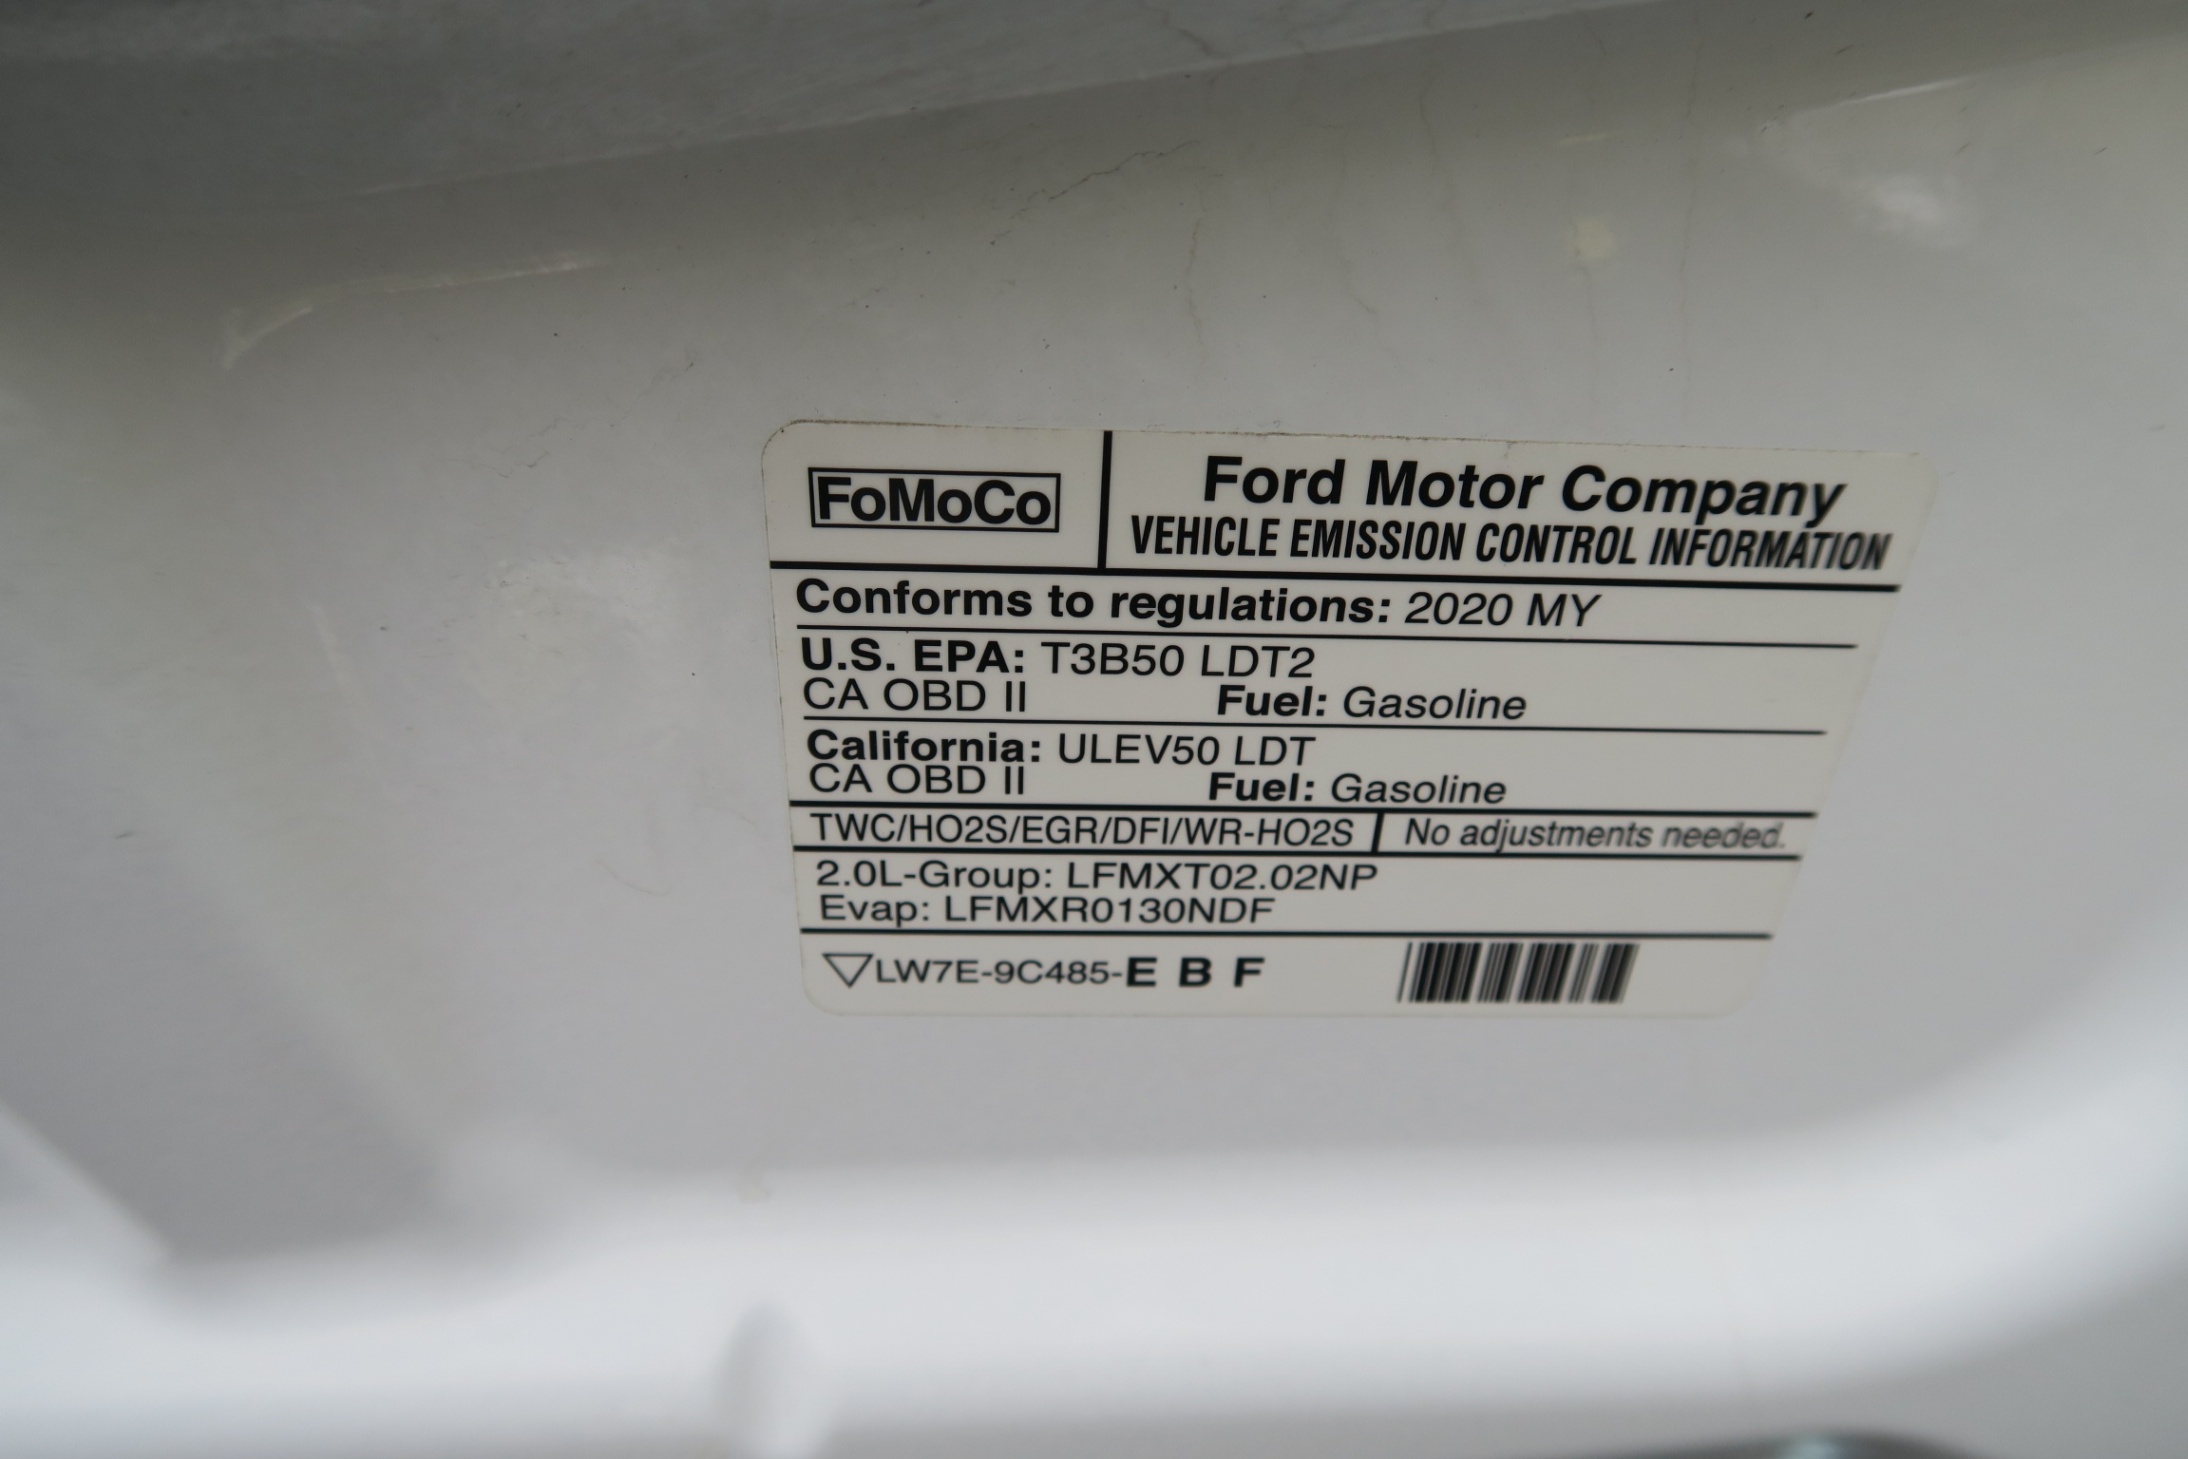 FoMoCo
Ford Motor Company
VEHICLE EMISSION CONTROL INFORMATION
Conforms to regulations: 2020 MY
U.S. EPA: T3B50 LDT2
CA OBD II Fuel: Gasoline
California: ULEV50 LDT
CA OBD II Fuel: Gasoline
TWC/HO2S/EGR/DFI/WR-HO2S No adjustments needed.
2.0L-Group: LFMXT02.02NP
Evap: LFMXR0130NDF
LW7E-9C485-E B F